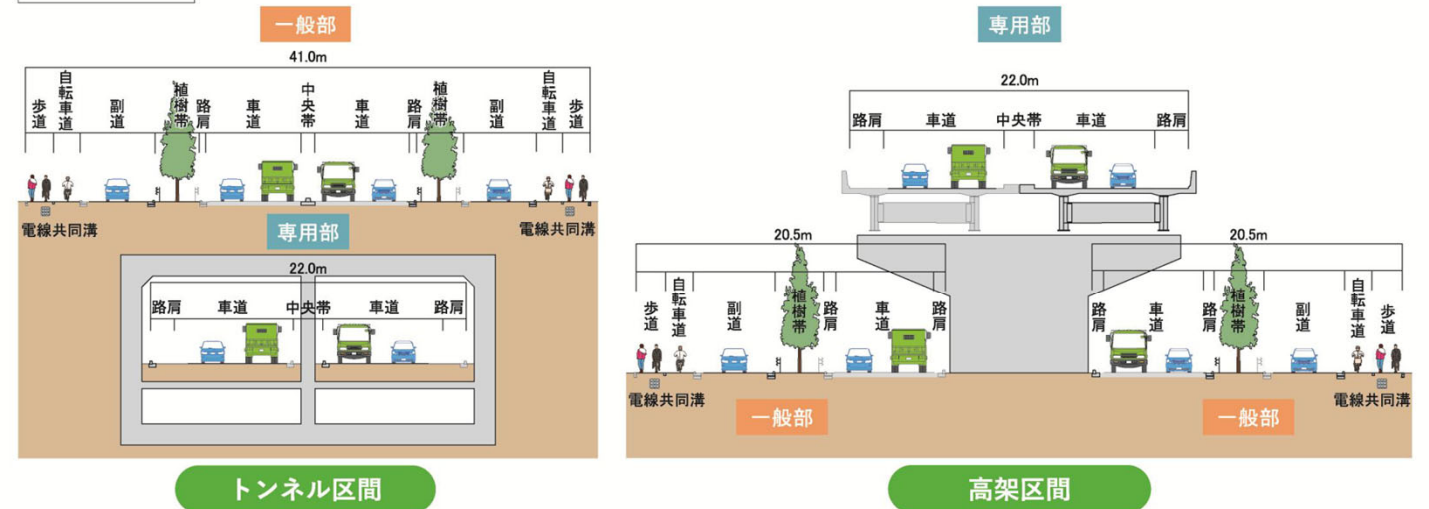 一般部
41.0m
歩道
自転車道
副道
植樹帯
路肩
車道
中央帯
車道
路肩
植樹帯
副道
自転車道
歩道
電線共同溝
電線共同溝
専用部
22.0m
路肩
車道
中央帯
車道
路肩
トンネル区間
専用部
22.0m
路肩
車道
中央帯
車道
路肩
20.5m
20.5m
歩道
自転車道
副道
植樹帯
路肩
車道
路肩
路肩
車道
路肩
植樹帯
副道
自転車道
歩道
電線共同溝
電線共同溝
一般部
一般部
高架区間